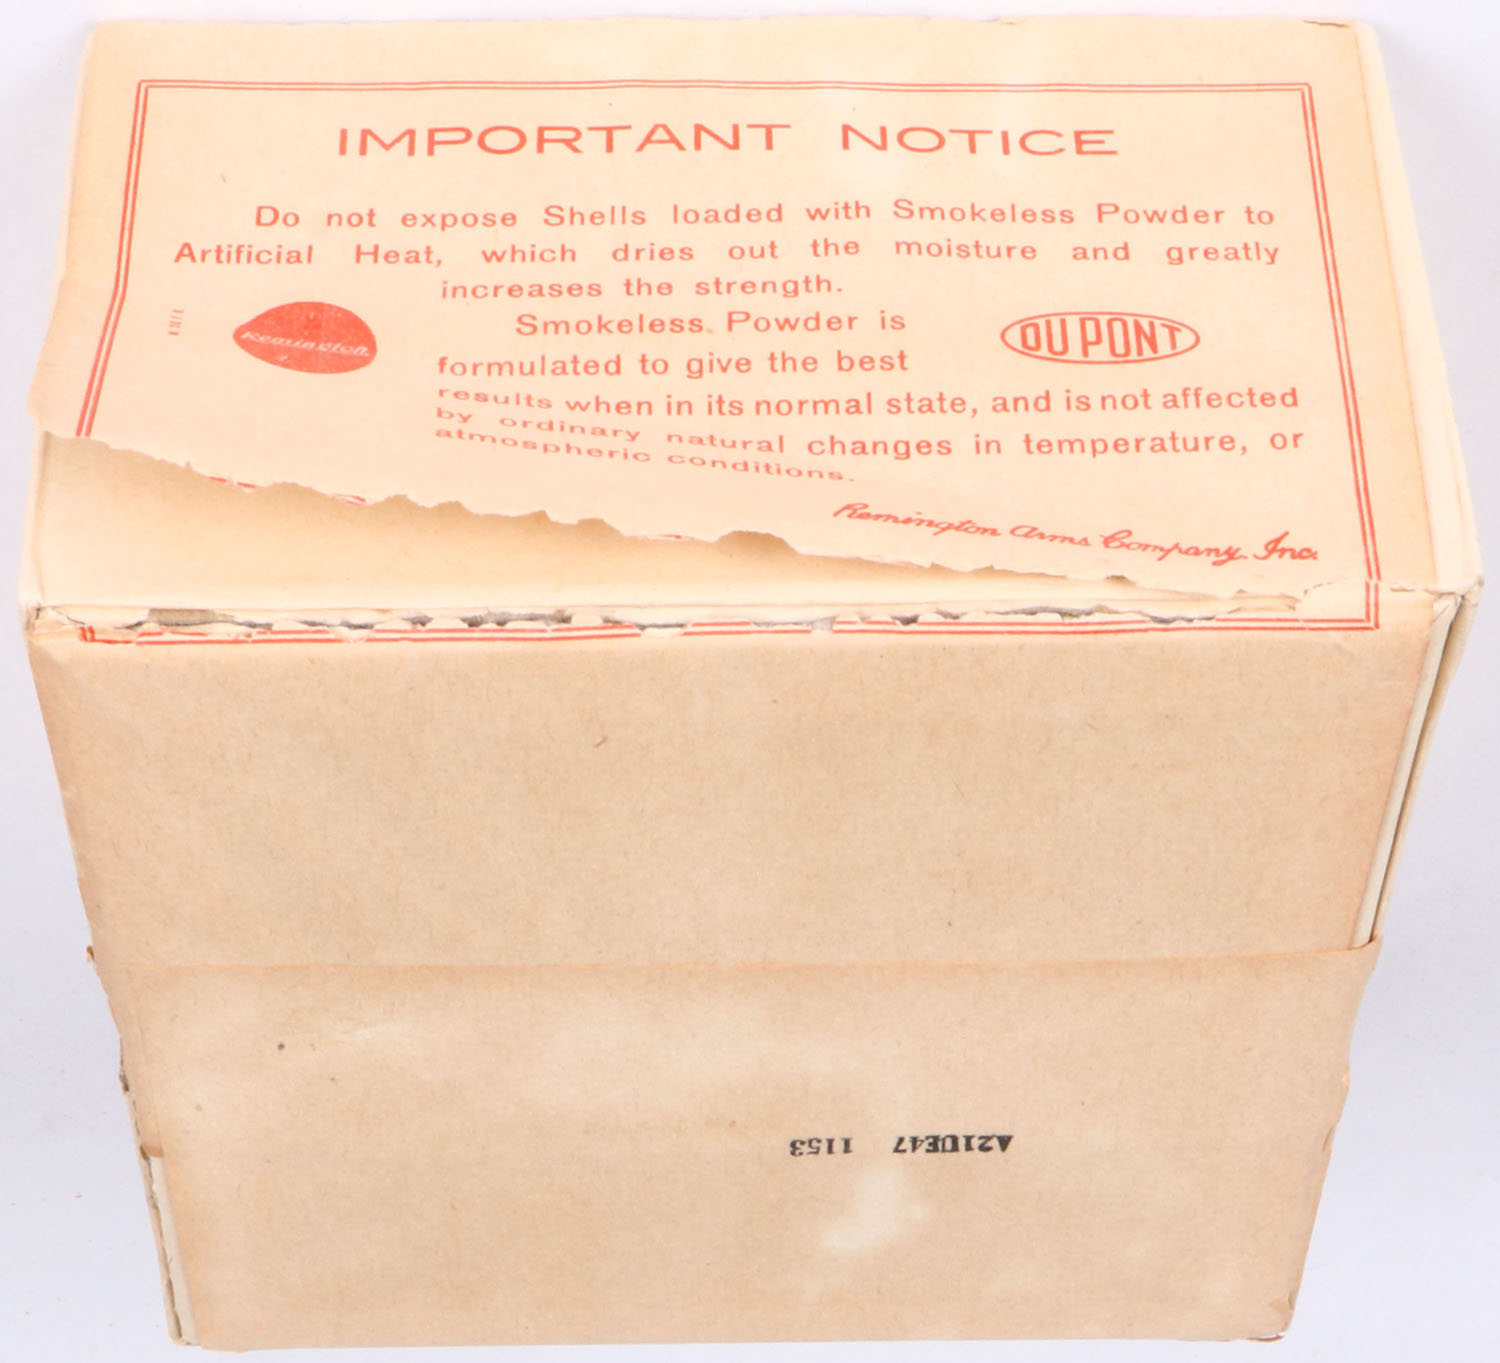 IMPORTANT NOTICE
Do not expose Shells loaded with Smokeless Powder to
Artificial Heat, which dries out the moisture and greatly
increases the strength.
Remington
DU PONT
Smokeless Powder is
formulated to give the best
results when in its normal state, and is not affected
by ordinary natural changes in temperature, or
atmospheric conditions.
Remington Arms Company, Inc.
1153